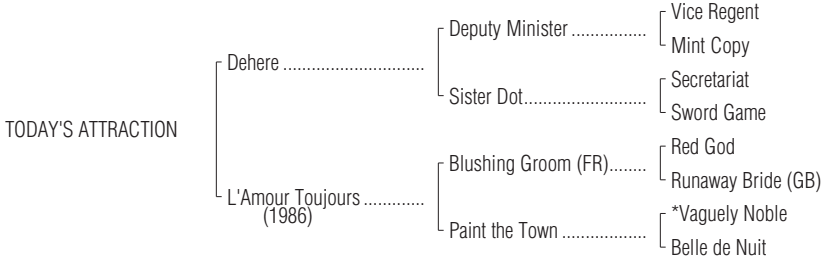 Vice Regent
Deputy Minister ................
Mint Copy
Dehere .............................
Secretariat
Sister Dot.........................
Sword Game
TODAY'S ATTRACTION
Red God
Blushing Groom (FR)........
Runaway Bride (GB)
L'Amour Toujours .............
(1986)
*Vaguely Noble
Paint the Town ..................
Belle de Nuit